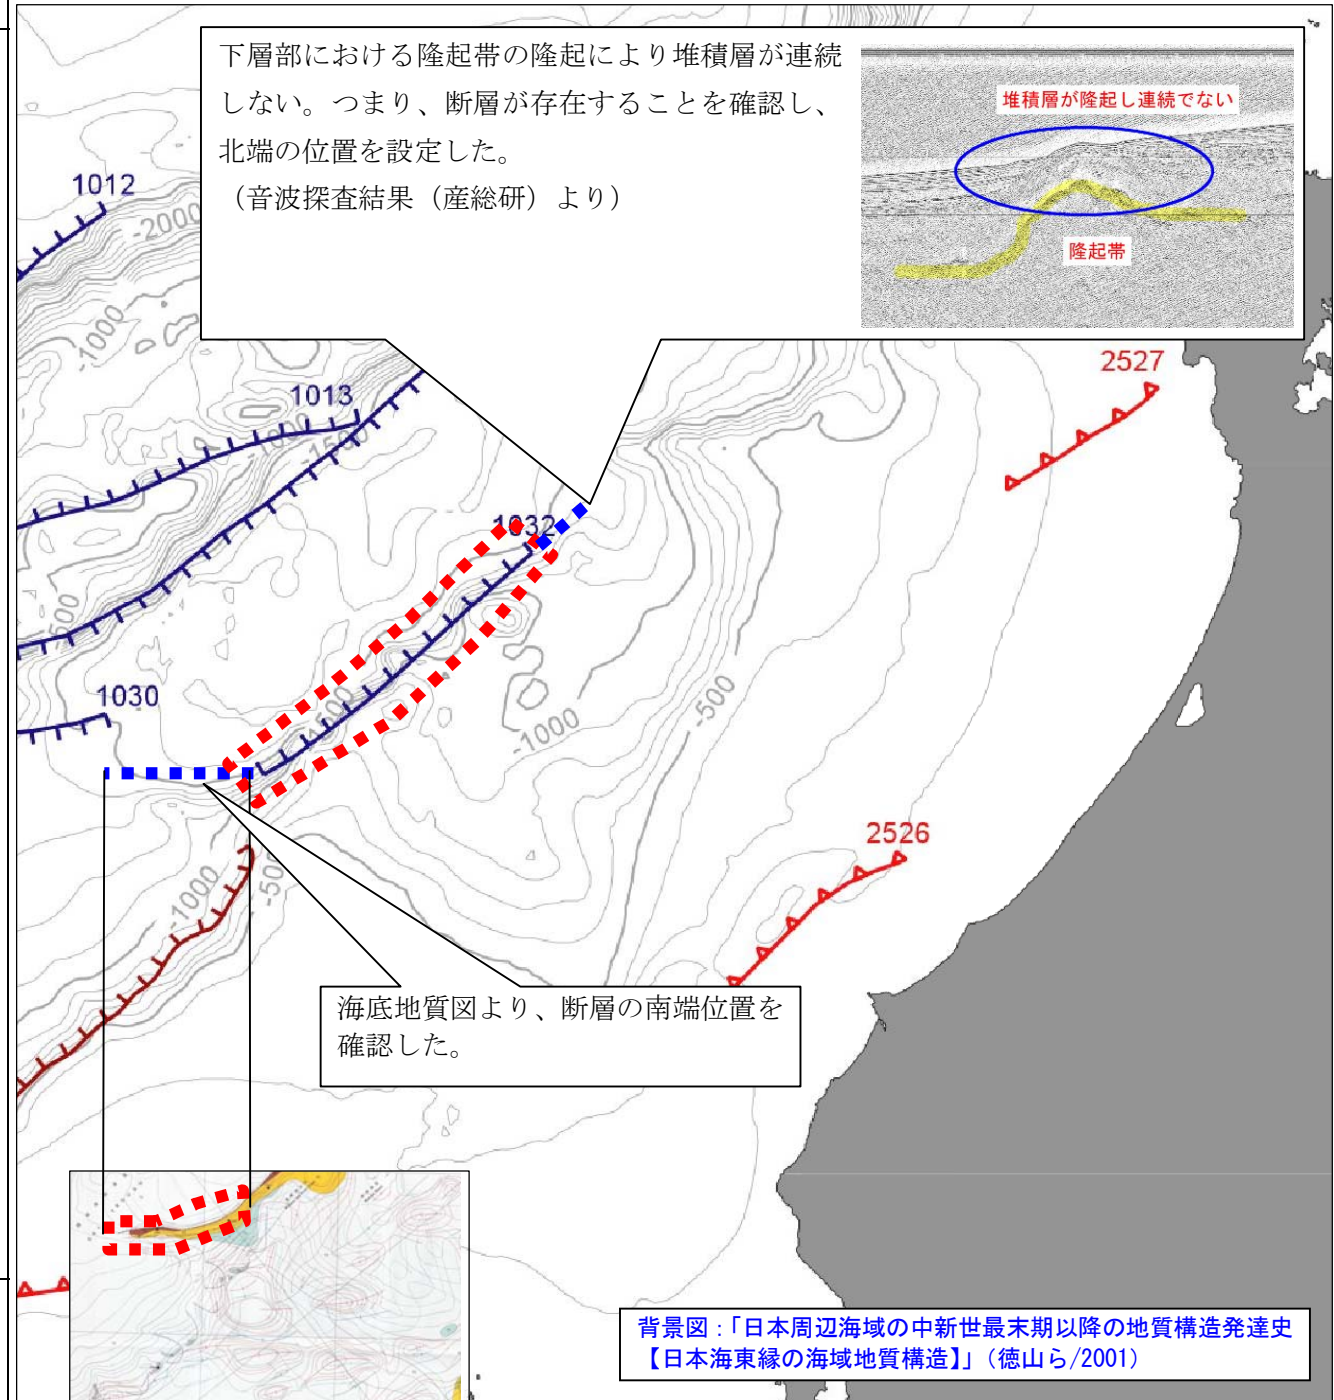 下層部における隆起帯の隆起により堆積層が連続
しない。つまり、断層が存在することを確認し、
北端の位置を設定した。
（音波探査結果（産総研）より）
堆積層が隆起し連続でない
隆起帯
1012
-2000
-1000
1013
-1000
-1500
2527
1032
-500
1030
-1500
-1000
-500
2526
-1000
-500
海底地質図より、断層の南端位置を
確認した。
背景図：「日本周辺海域の中新世最末期以降の地質構造発達史
【日本海東縁の海域地質構造】」（徳山ら/2001）